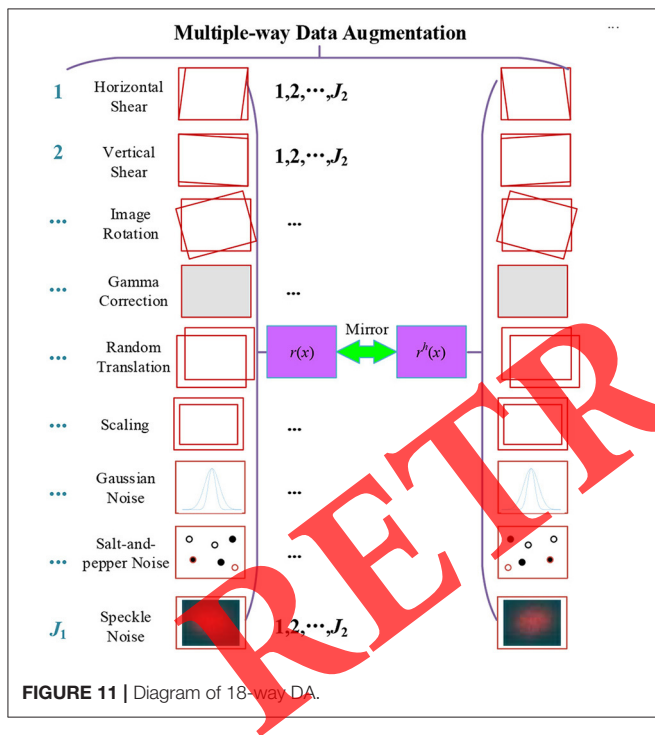 ...
Multiple-way Data Augmentation
1 Horizontal Shear 1,2,···,J₂
2 Vertical Shear 1,2,···,J₂
... Image Rotation ...
... Gamma Correction ...
... Random Translation r(x) Mirror rʰ(x)
... Scaling ...
... Gaussian Noise ...
... Salt-and-pepper Noise ...
J₁ Speckle Noise 1,2,···,J₂
FIGURE 11 | Diagram of 18-way DA.
RETR